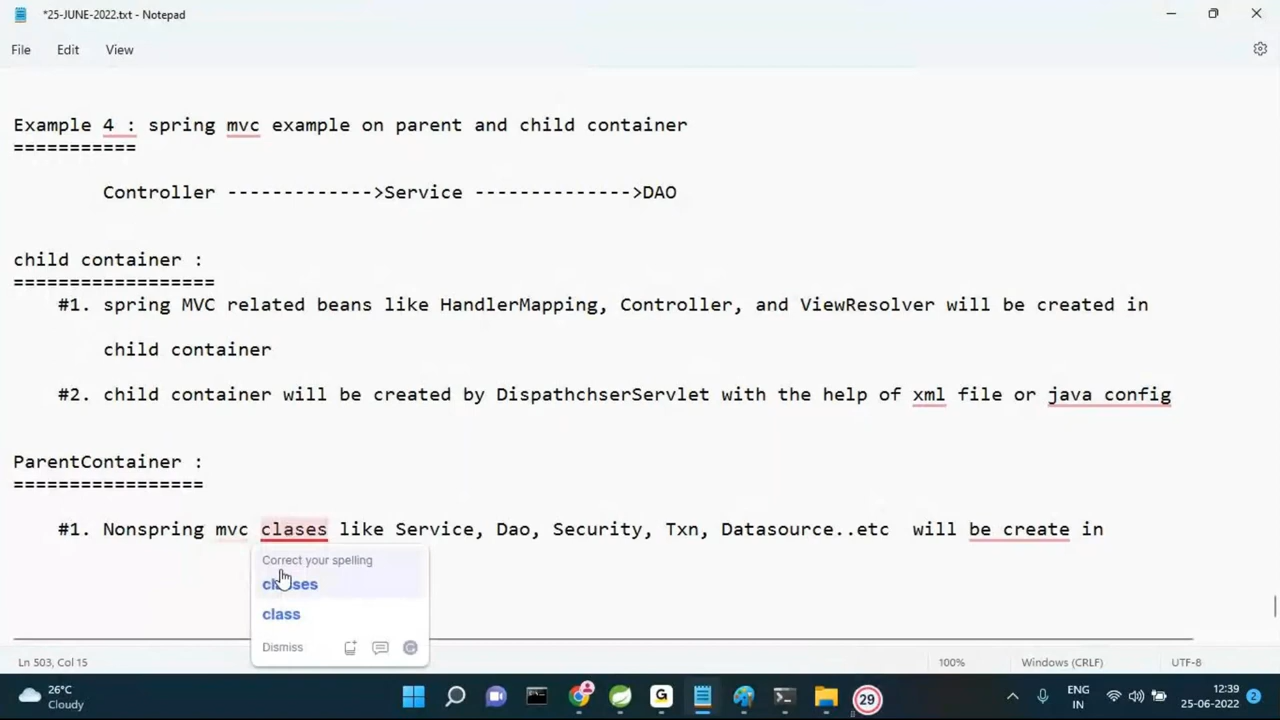 *25-JUNE-2022.txt - Notepad
File Edit View
Example 4 : spring mvc example on parent and child container
===========
Controller ------------->Service -------------->DAO
child container :
==================
#1. spring MVC related beans like HandlerMapping, Controller, and ViewResolver will be created in
child container
#2. child container will be created by DispathchserServlet with the help of xml file or java config
ParentContainer :
=================
#1. Nonspring mvc clases like Service, Dao, Security, Txn, Datasource..etc  will be create in
Correct your spelling
class
Dismiss
Ln 503, Col 15 100% Windows (CRLF) UTF-8
26°C
Cloudy
G
29
ENG
IN
12:39
25-06-2022
2